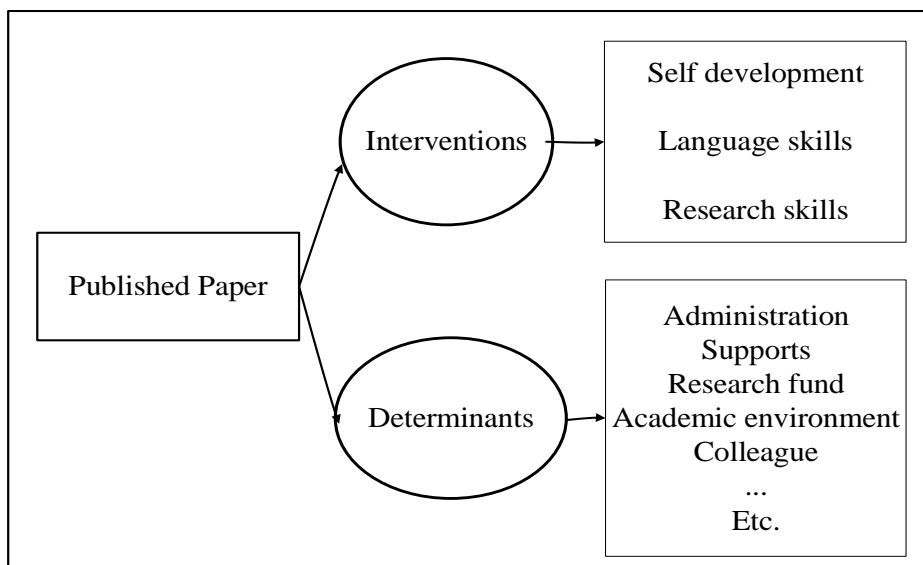 Published Paper
Interventions
Self development
Language skills
Research skills
Determinants
Administration
Supports
Research fund
Academic environment
Colleague
...
Etc.